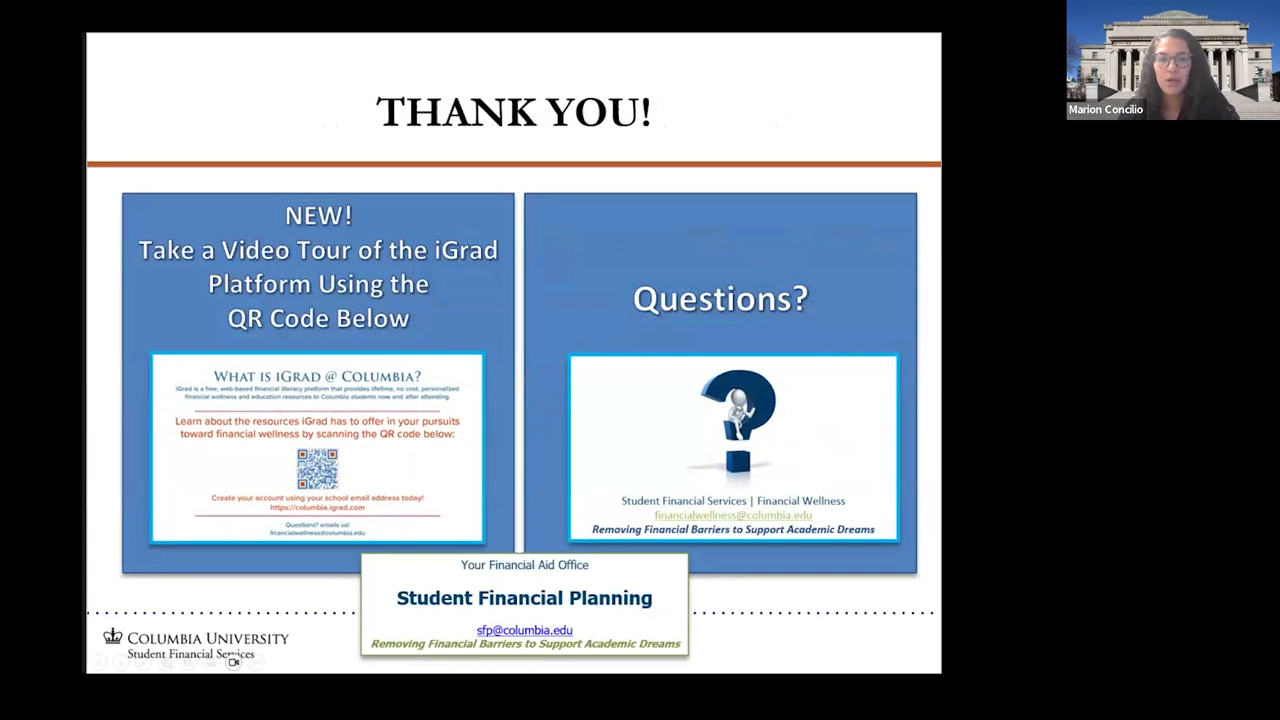 THANK YOU!
NEW!
Take a Video Tour of the iGrad
Platform Using the
QR Code Below
WHAT IS IGRAD @ COLUMBIA?
iGrad is a free, web-based financial literacy platform that provides lifetime, no cost, personalized
financial wellness and education resources to Columbia students now and after attending.
Learn about the resources iGrad has to offer in your pursuits
toward financial wellness by scanning the QR code below:
Create your account using your school email address today!
https://columbia.igrad.com
Questions? emails us!
financialwellness@columbia.edu
Questions?
Student Financial Services | Financial Wellness
financialwellness@columbia.edu
Removing Financial Barriers to Support Academic Dreams
Your Financial Aid Office
Student Financial Planning
sfp@columbia.edu
Removing Financial Barriers to Support Academic Dreams
COLUMBIA UNIVERSITY
Student Financial Services
Marion Concilio